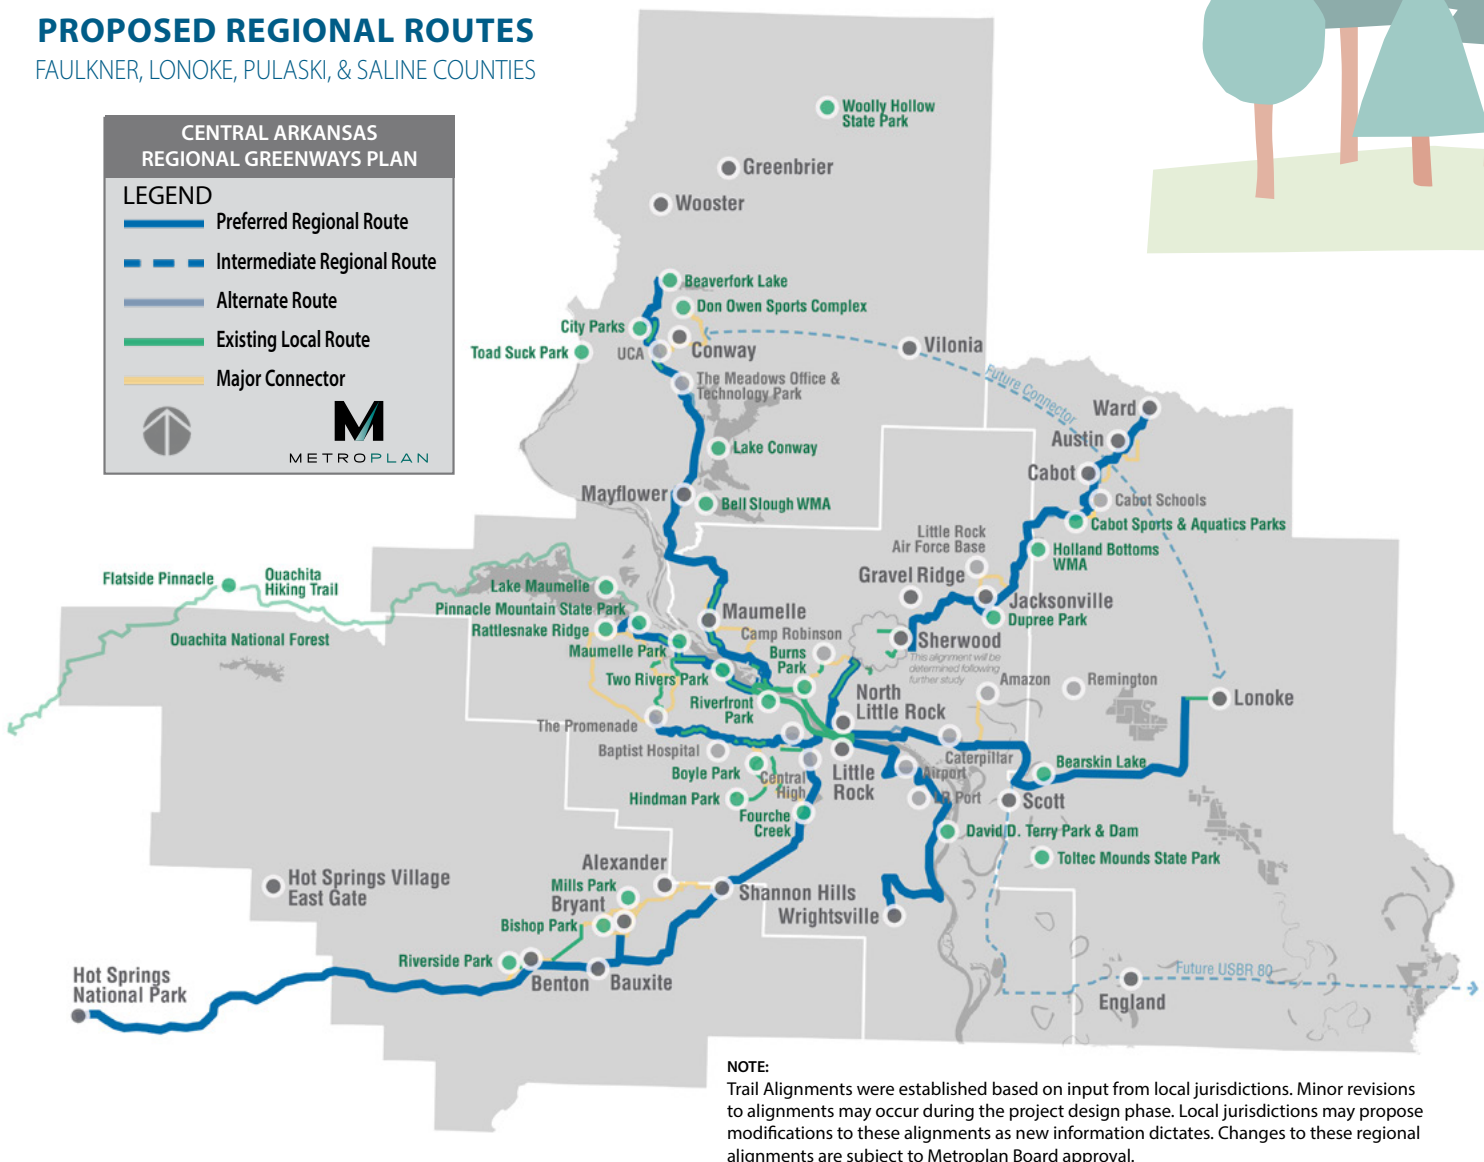 PROPOSED REGIONAL ROUTES
FAULKNER, LONOKE, PULASKI, & SALINE COUNTIES
CENTRAL ARKANSAS
REGIONAL GREENWAYS PLAN
LEGEND
Preferred Regional Route
Intermediate Regional Route
Alternate Route
Existing Local Route
Major Connector
METROPLAN
Woolly Hollow
State Park
Greenbrier
Wooster
Beaverfork Lake
Don Owen Sports Complex
City Parks
Toad Suck Park
UCA
Conway
Vilonia
The Meadows Office &
Technology Park
Future Connector
Ward
Austin
Lake Conway
Cabot
Mayflower
Bell Slough WMA
Cabot Schools
Cabot Sports & Aquatics Parks
Little Rock
Air Force Base
Holland Bottoms
WMA
Gravel Ridge
Flatside Pinnacle
Ouachita
Hiking Trail
Lake Maumelle
Pinnacle Mountain State Park
Rattlesnake Ridge
Maumelle
Jacksonville
Dupree Park
Ouachita National Forest
Camp Robinson
Sherwood
Maumelle Park
Burns
Park
This alignment will be
determined following
further study
Two Rivers Park
Amazon
Remington
Riverfront
Park
North
Little Rock
Lonoke
The Promenade
Baptist Hospital
Caterpillar
Bearskin Lake
Boyle Park
Central
High
Little
Rock
Airport
Hindman Park
LR Port
Scott
Fourche
Creek
David D. Terry Park & Dam
Toltec Mounds State Park
Alexander
Hot Springs Village
East Gate
Mills Park
Bryant
Shannon Hills
Bishop Park
Wrightsville
Riverside Park
Hot Springs
National Park
Benton
Bauxite
Future USBR 80
England
NOTE:
Trail Alignments were established based on input from local jurisdictions. Minor revisions
to alignments may occur during the project design phase. Local jurisdictions may propose
modifications to these alignments as new information dictates. Changes to these regional
alignments are subject to Metroplan Board approval.